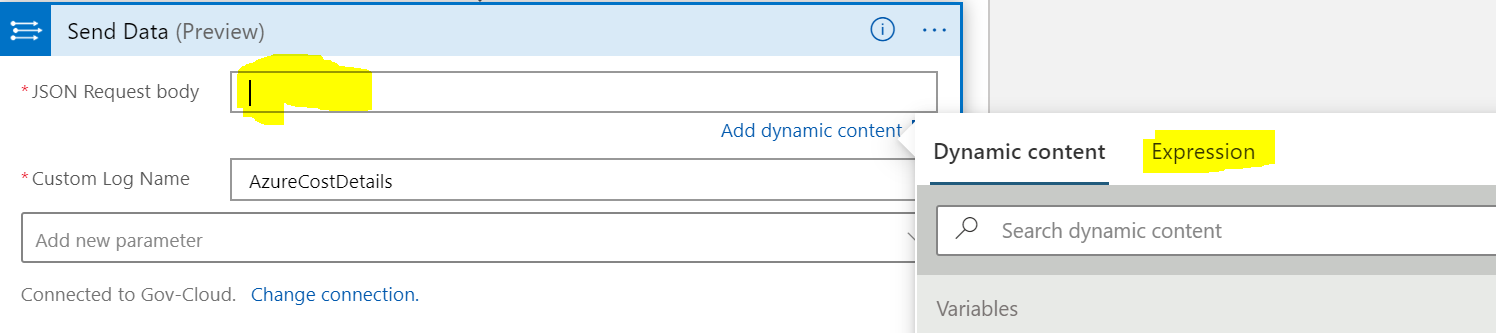 Send Data (Preview)
*JSON Request body
Add dynamic content
Dynamic content
Expression
*Custom Log Name
AzureCostDetails
Search dynamic content
Add new parameter
Connected to Gov-Cloud. Change connection.
Variables